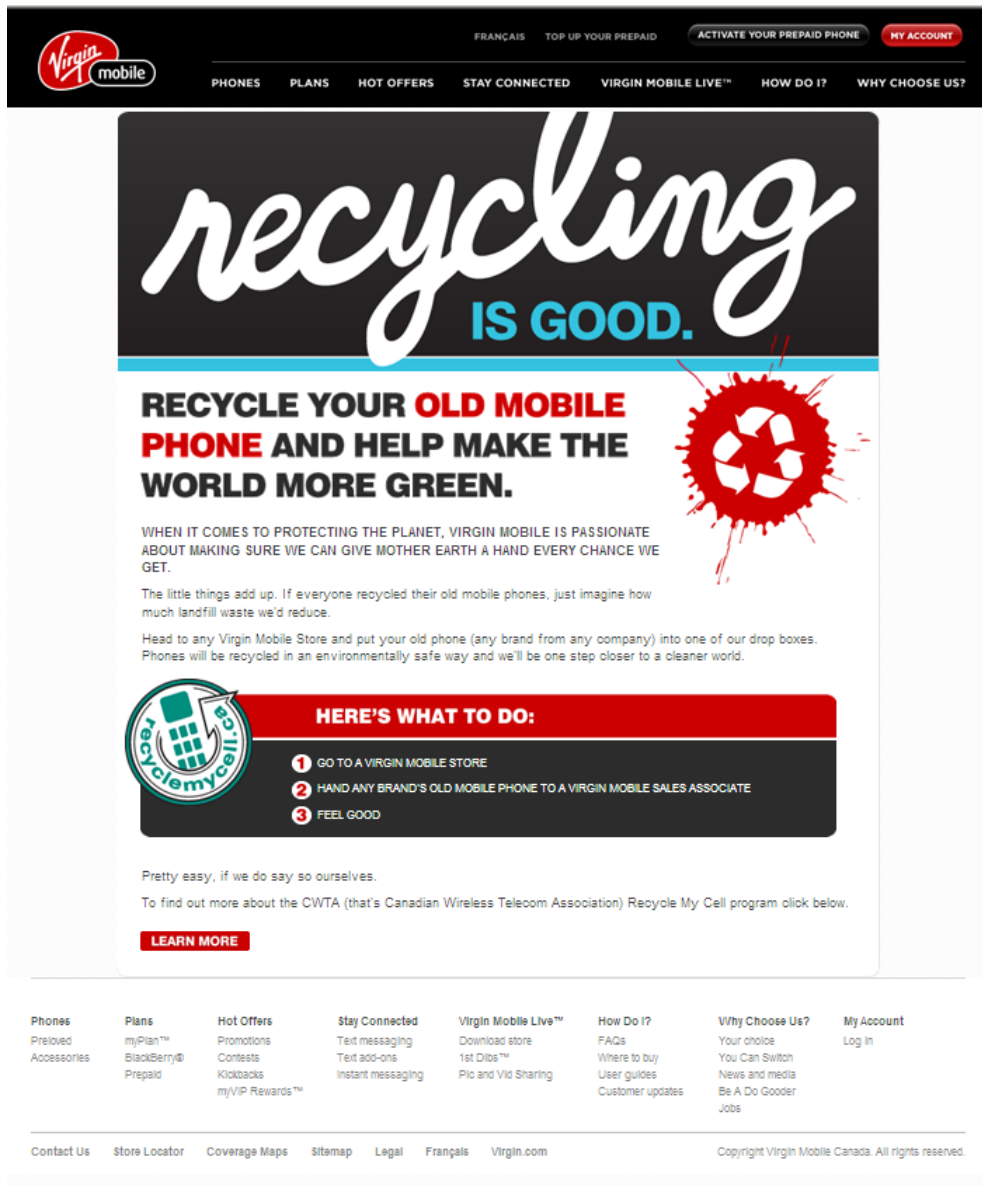 Virgin
mobile
FRANÇAIS TOP UP YOUR PREPAID ACTIVATE YOUR PREPAID PHONE MY ACCOUNT
PHONES PLANS HOT OFFERS STAY CONNECTED VIRGIN MOBILE LIVE™ HOW DO I? WHY CHOOSE US?
recycling
IS GOOD.
RECYCLE YOUR OLD MOBILE
PHONE AND HELP MAKE THE
WORLD MORE GREEN.
WHEN IT COMES TO PROTECTING THE PLANET, VIRGIN MOBILE IS PASSIONATE
ABOUT MAKING SURE WE CAN GIVE MOTHER EARTH A HAND EVERY CHANCE WE
GET.
The little things add up. If everyone recycled their old mobile phones, just imagine how
much landfill waste we'd reduce.
Head to any Virgin Mobile Store and put your old phone (any brand from any company) into one of our drop boxes.
Phones will be recycled in an environmentally safe way and we'll be one step closer to a cleaner world.
recyclemycell.ca
HERE'S WHAT TO DO:
1 GO TO A VIRGIN MOBILE STORE
2 HAND ANY BRAND'S OLD MOBILE PHONE TO A VIRGIN MOBILE SALES ASSOCIATE
3 FEEL GOOD
Pretty easy, if we do say so ourselves.
To find out more about the CWTA (that's Canadian Wireless Telecom Association) Recycle My Cell program click below.
LEARN MORE
Phones Plans Hot Offers Stay Connected Virgin Mobile Live™ How Do I? Why Choose Us? My Account
Preloved myPlan™ Promotions Text messaging Download store FAQs Your choice Log In
Accessories BlackBerry® Contests Text add-ons 1st Dibs™ Where to buy You Can Switch
Prepaid Kickbacks Instant messaging Pic and Vid Sharing User guides News and media
myVIP Rewards™ Customer updates Be A Do Gooder
Jobs
Contact Us Store Locator Coverage Maps Sitemap Legal Français Virgin.com Copyright Virgin Mobile Canada. All rights reserved.